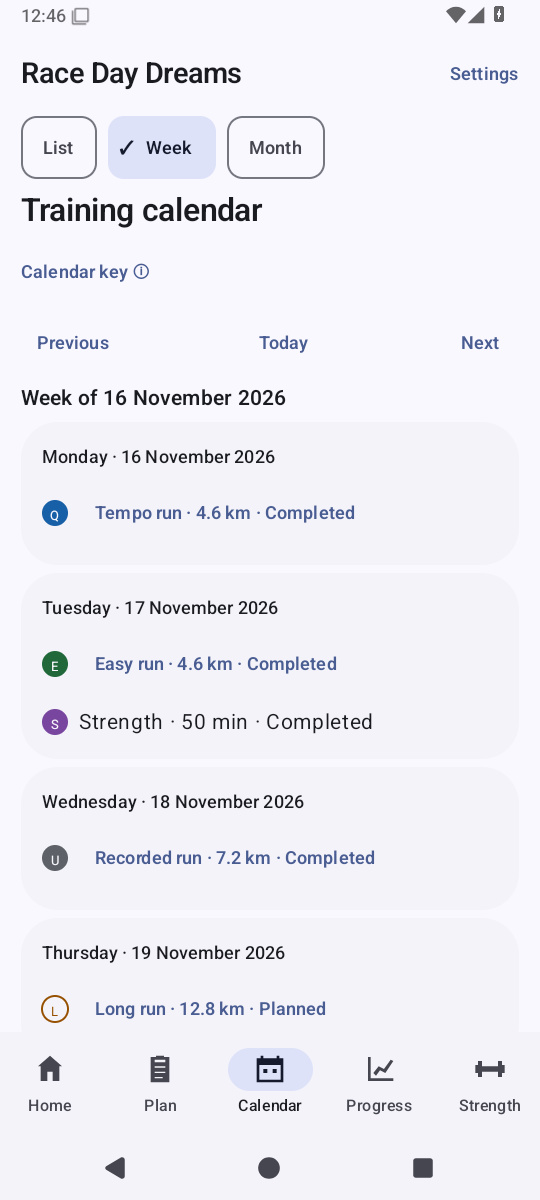 12:46
Race Day Dreams
Settings
List
✓ Week
Month
Training calendar
Calendar key ⓘ
Previous
Today
Next
Week of 16 November 2026
Monday · 16 November 2026
Q Tempo run · 4.6 km · Completed
Tuesday · 17 November 2026
E Easy run · 4.6 km · Completed
S Strength · 50 min · Completed
Wednesday · 18 November 2026
U Recorded run · 7.2 km · Completed
Thursday · 19 November 2026
L Long run · 12.8 km · Planned
Home
Plan
Calendar
Progress
Strength